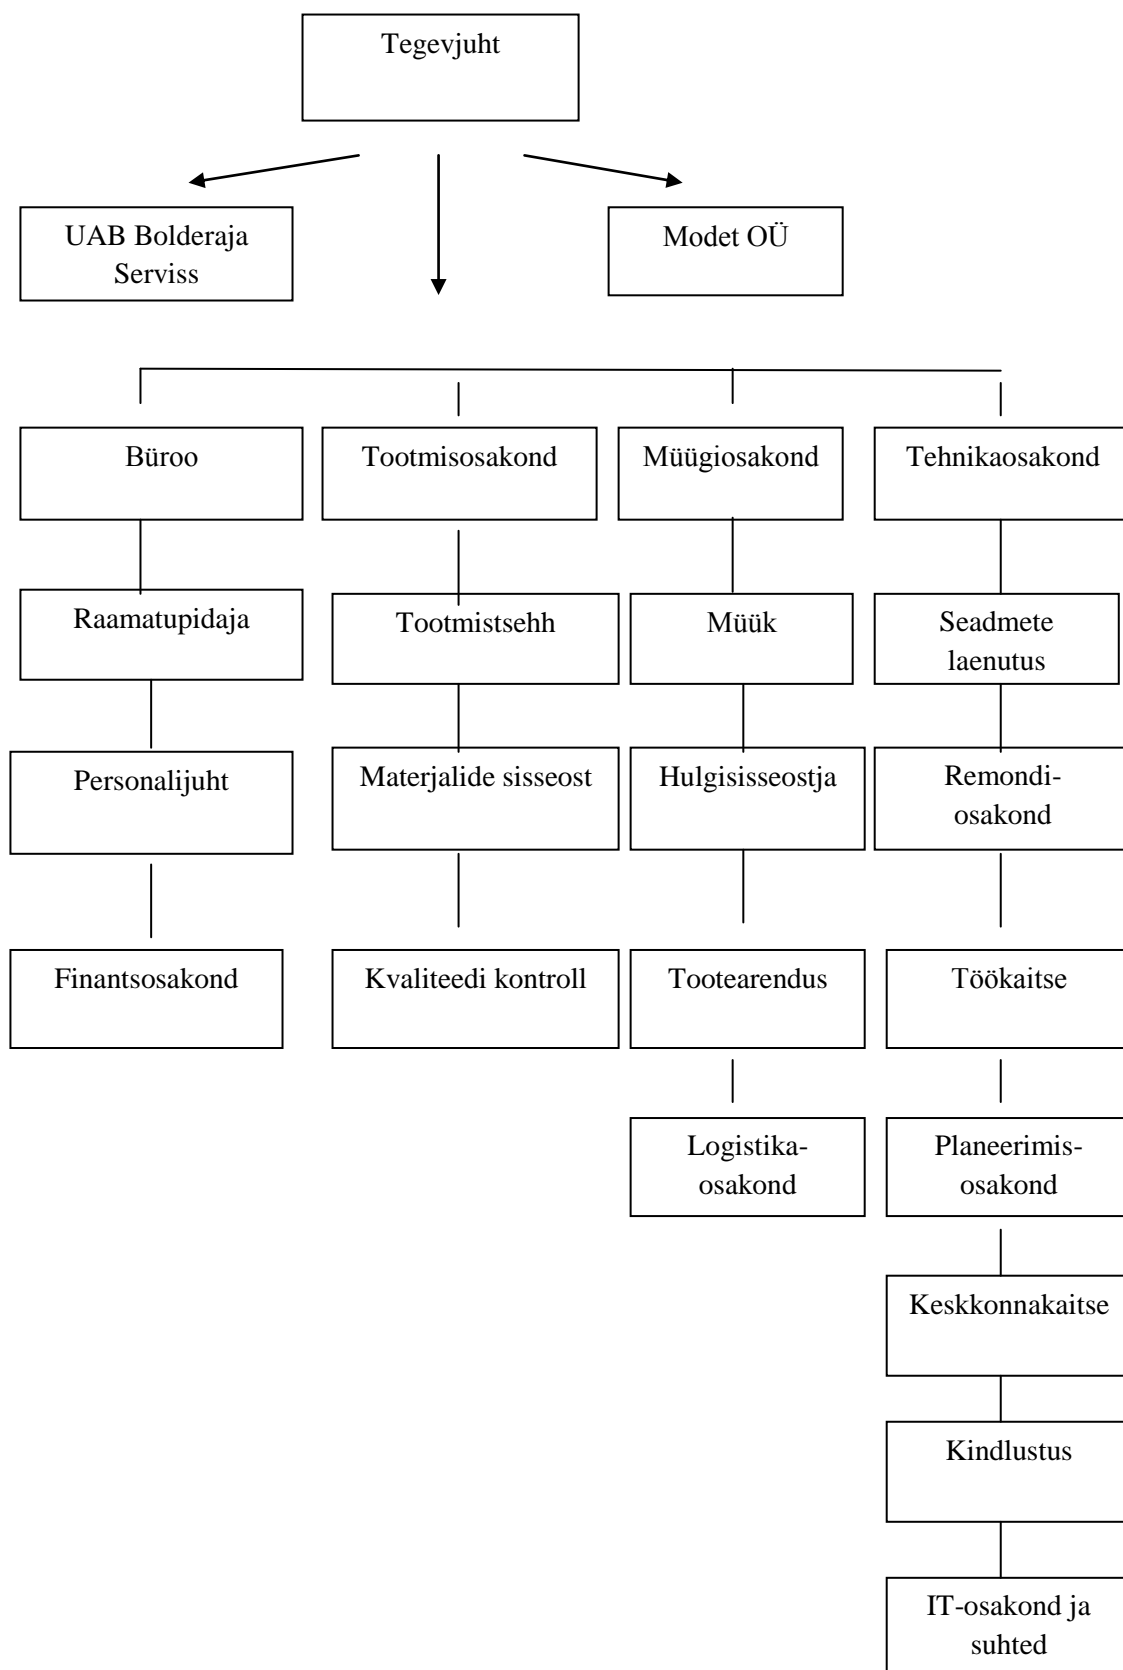 Tegevjuht
UAB Bolderaja
Serviss
Modet OÜ
Büroo
Tootmisosakond
Müügiosakond
Tehnikaosakond
Raamatupidaja
Tootmistsehh
Müük
Seadmete
laenutus
Personalijuht
Materjalide sisseost
Hulgisisseostja
Remondi-
osakond
Finantsosakond
Kvaliteedi kontroll
Tootearendus
Töökaitse
Logistika-
osakond
Planeerimis-
osakond
Keskkonnakaitse
Kindlustus
IT-osakond ja
suhted